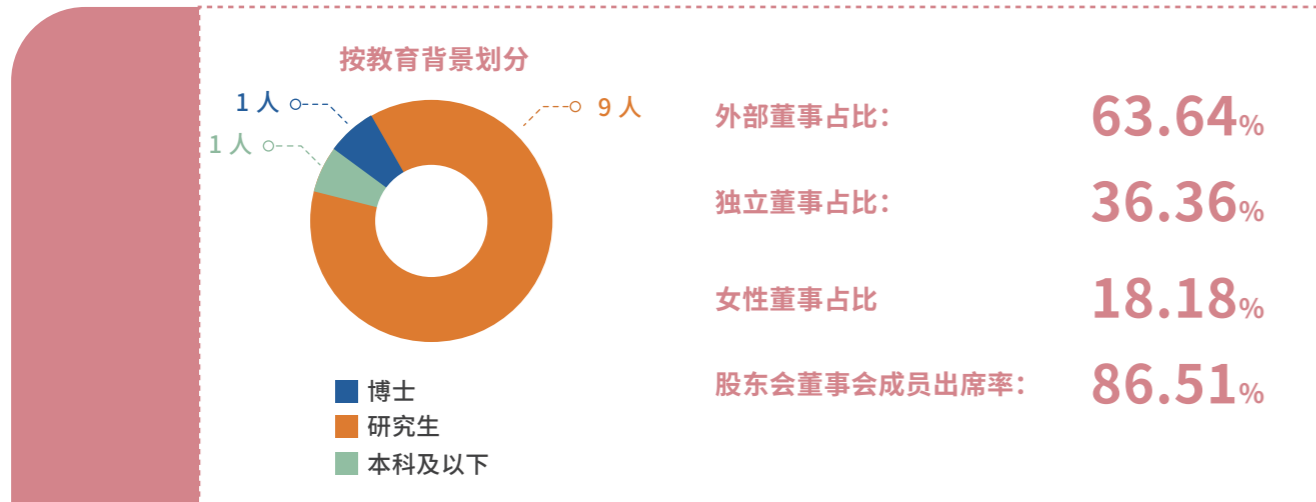 按教育背景划分
1 人
9 人
1 人
博士
研究生
本科及以下
外部董事占比：
63.64%
独立董事占比：
36.36%
女性董事占比
18.18%
股东会董事会成员出席率：
86.51%